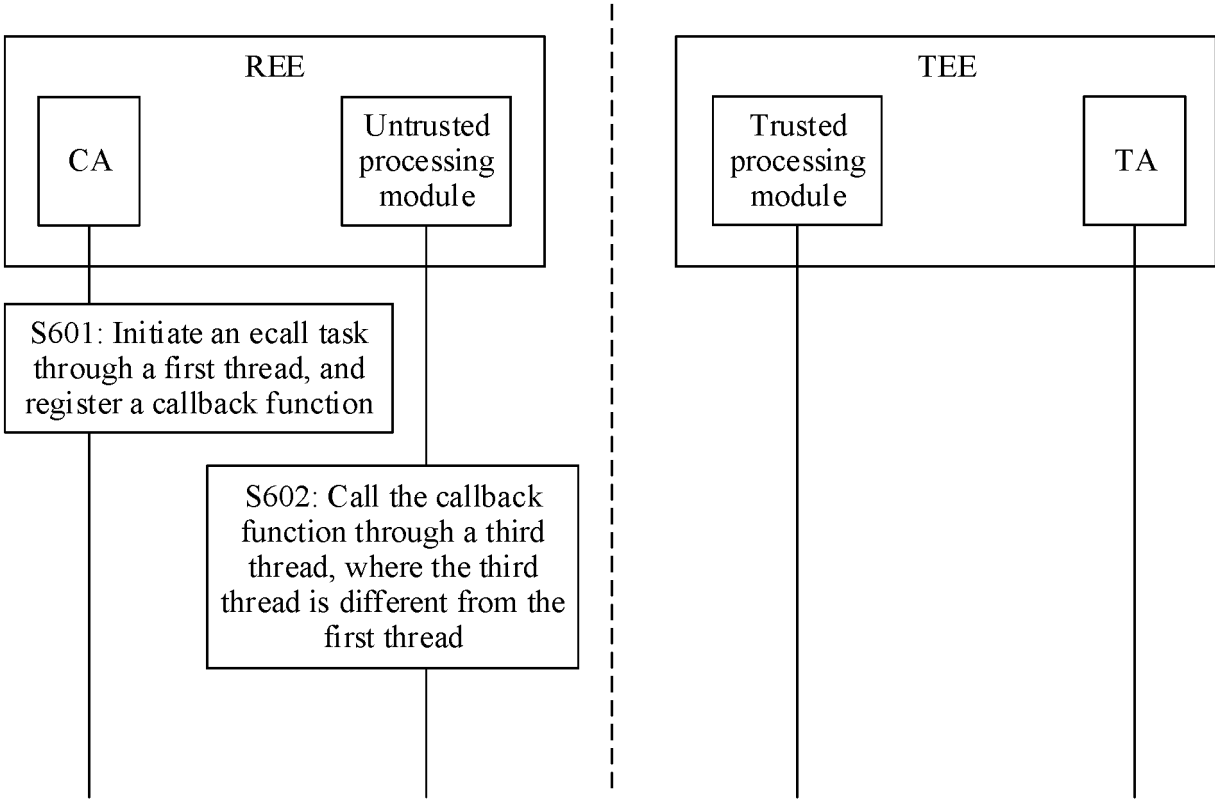 REE
CA
Untrusted
processing
module
TEE
Trusted
processing
module
TA
S601: Initiate an ecall task
through a first thread, and
register a callback function
S602: Call the callback
function through a third
thread, where the third
thread is different from the
first thread